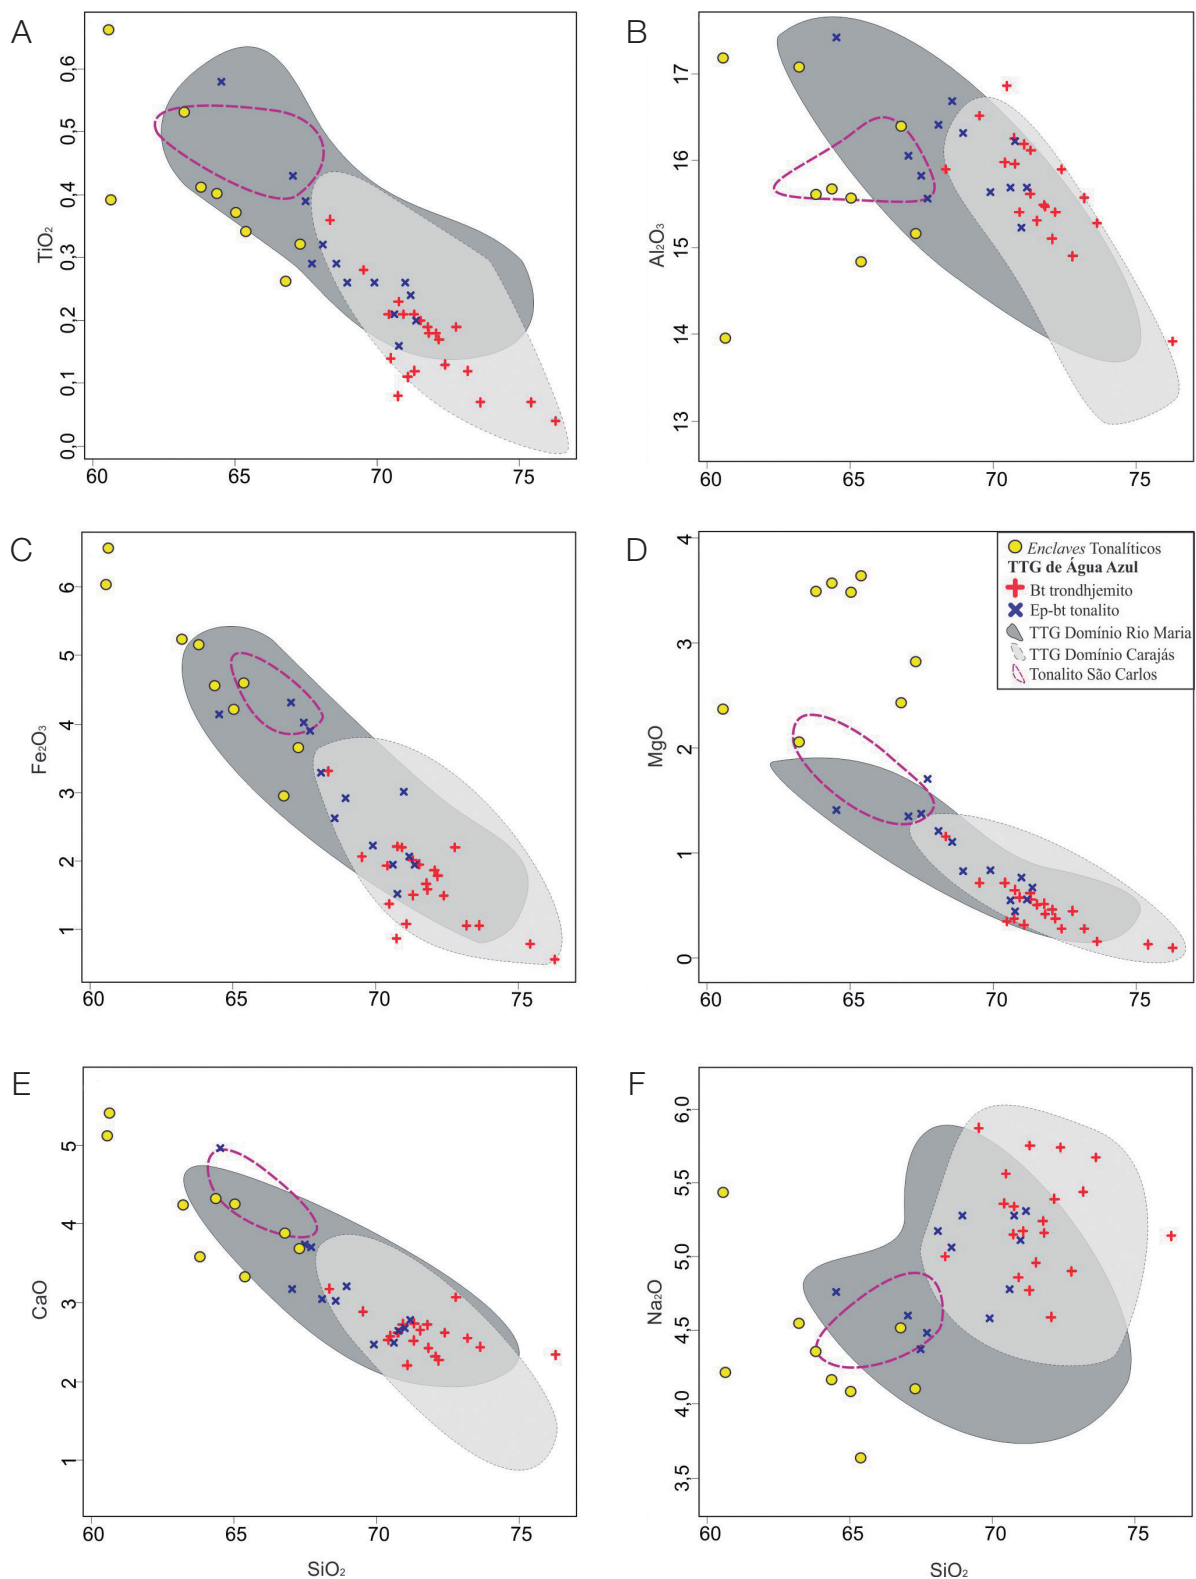 A
TiO₂
0,6
0,5
0,4
0,3
0,2
0,1
0,0
60 65 70 75
B
Al₂O₃
17
16
15
14
13
60 65 70 75
C
Fe₂O₃
6
5
4
3
2
1
60 65 70 75
D
MgO
4
3
2
1
0
60 65 70 75
Enclaves Tonalíticos
TTG de Água Azul
Bt trondhjemito
Ep-bt tonalito
TTG Domínio Rio Maria
TTG Domínio Carajás
Tonalito São Carlos
E
CaO
5
4
3
2
1
60 65 70 75
SiO₂
F
Na₂O
6,0
5,5
5,0
4,5
4,0
3,5
60 65 70 75
SiO₂